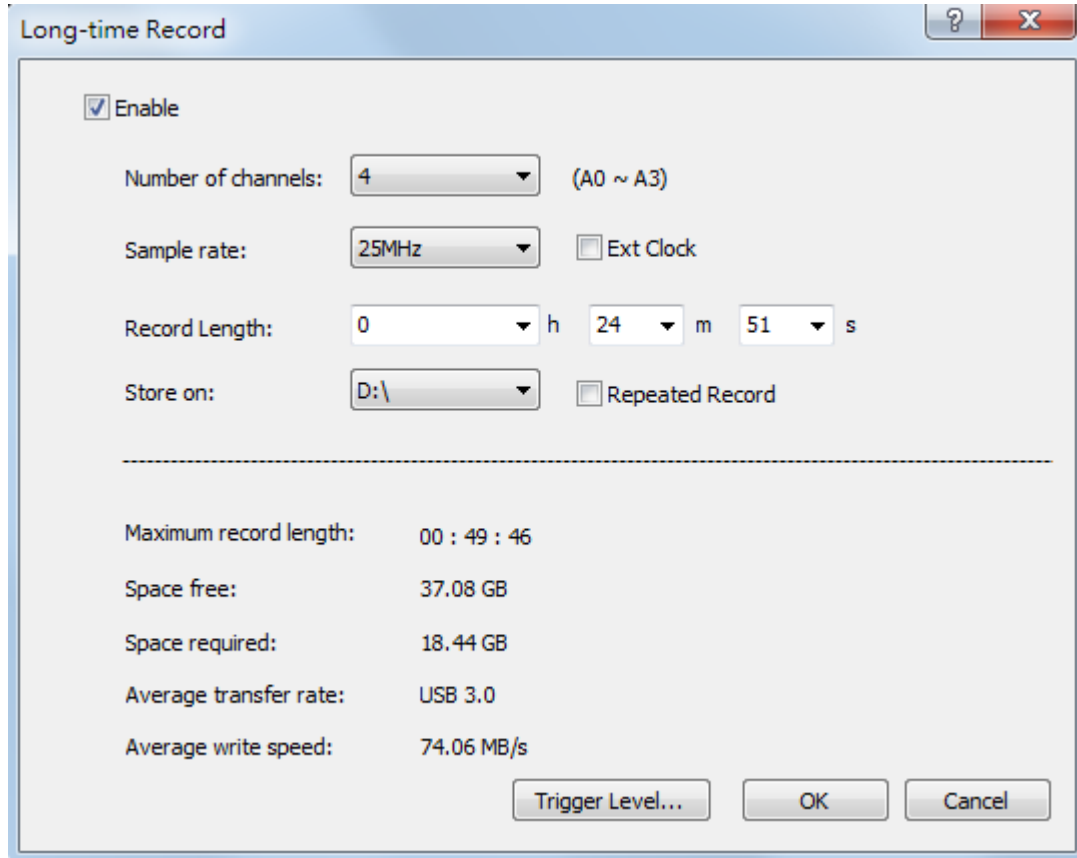 Long-time Record
Enable
Number of channels: 4 (A0 ~ A3)
Sample rate: 25MHz Ext Clock
Record Length: 0 h 24 m 51 s
Store on: D:\ Repeated Record
Maximum record length: 00 : 49 : 46
Space free: 37.08 GB
Space required: 18.44 GB
Average transfer rate: USB 3.0
Average write speed: 74.06 MB/s
Trigger Level... OK Cancel